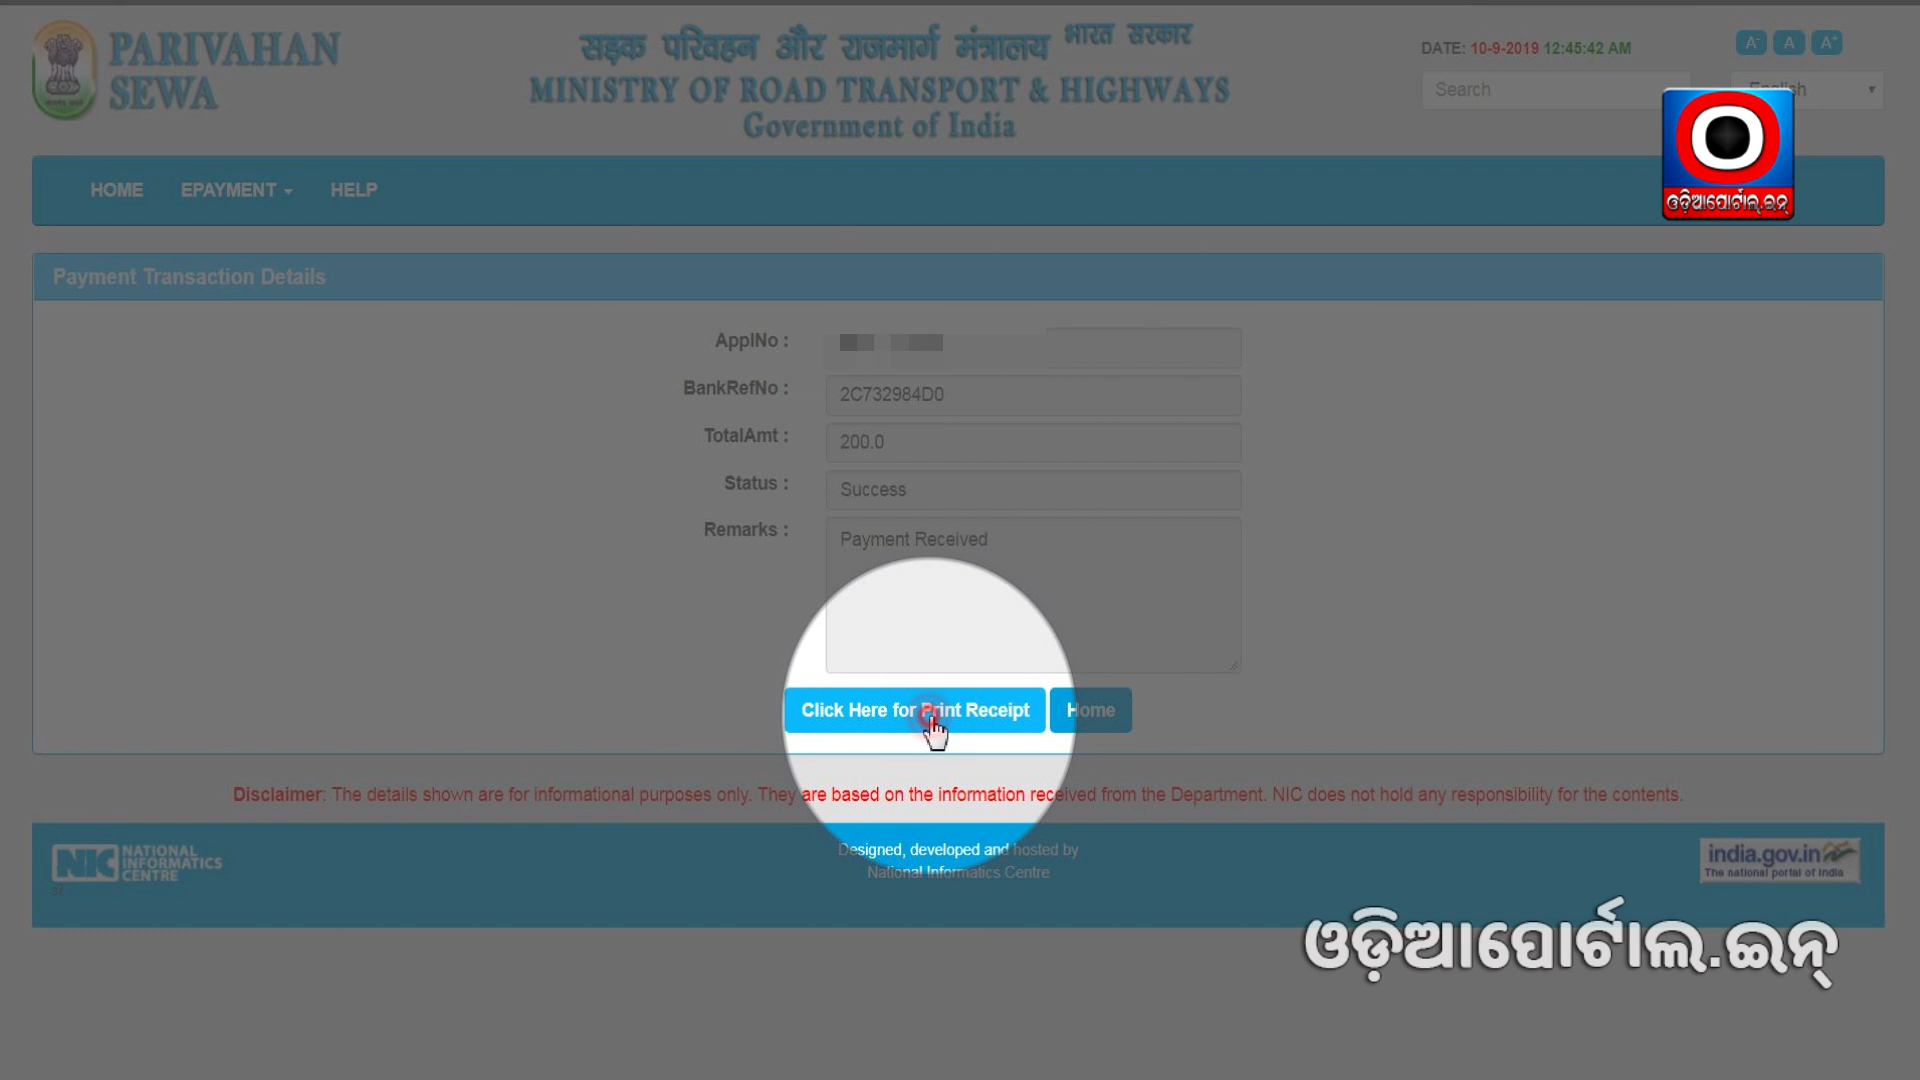 PARIVAHAN
SEWA
सड़क परिवहन और राजमार्ग मंत्रालय भारत सरकार
MINISTRY OF ROAD TRANSPORT & HIGHWAYS
Government of India
DATE: 10-9-2019 12:45:42 AM
A- A A+
Search
English
ଓଡ଼ିଆପୋର୍ଟାଲ.ଇନ୍
HOME EPAYMENT HELP
Payment Transaction Details
ApplNo :
BankRefNo : 2C732984D0
TotalAmt : 200.0
Status : Success
Remarks : Payment Received
Click Here for Print Receipt Home
Disclaimer: The details shown are for informational purposes only. They are based on the information received from the Department. NIC does not hold any responsibility for the contents.
NIC NATIONAL
INFORMATICS
CENTRE
Designed, developed and hosted by
National Informatics Centre
india.gov.in
The national portal of India
ଓଡ଼ିଆପୋର୍ଟାଲ.ଇନ୍